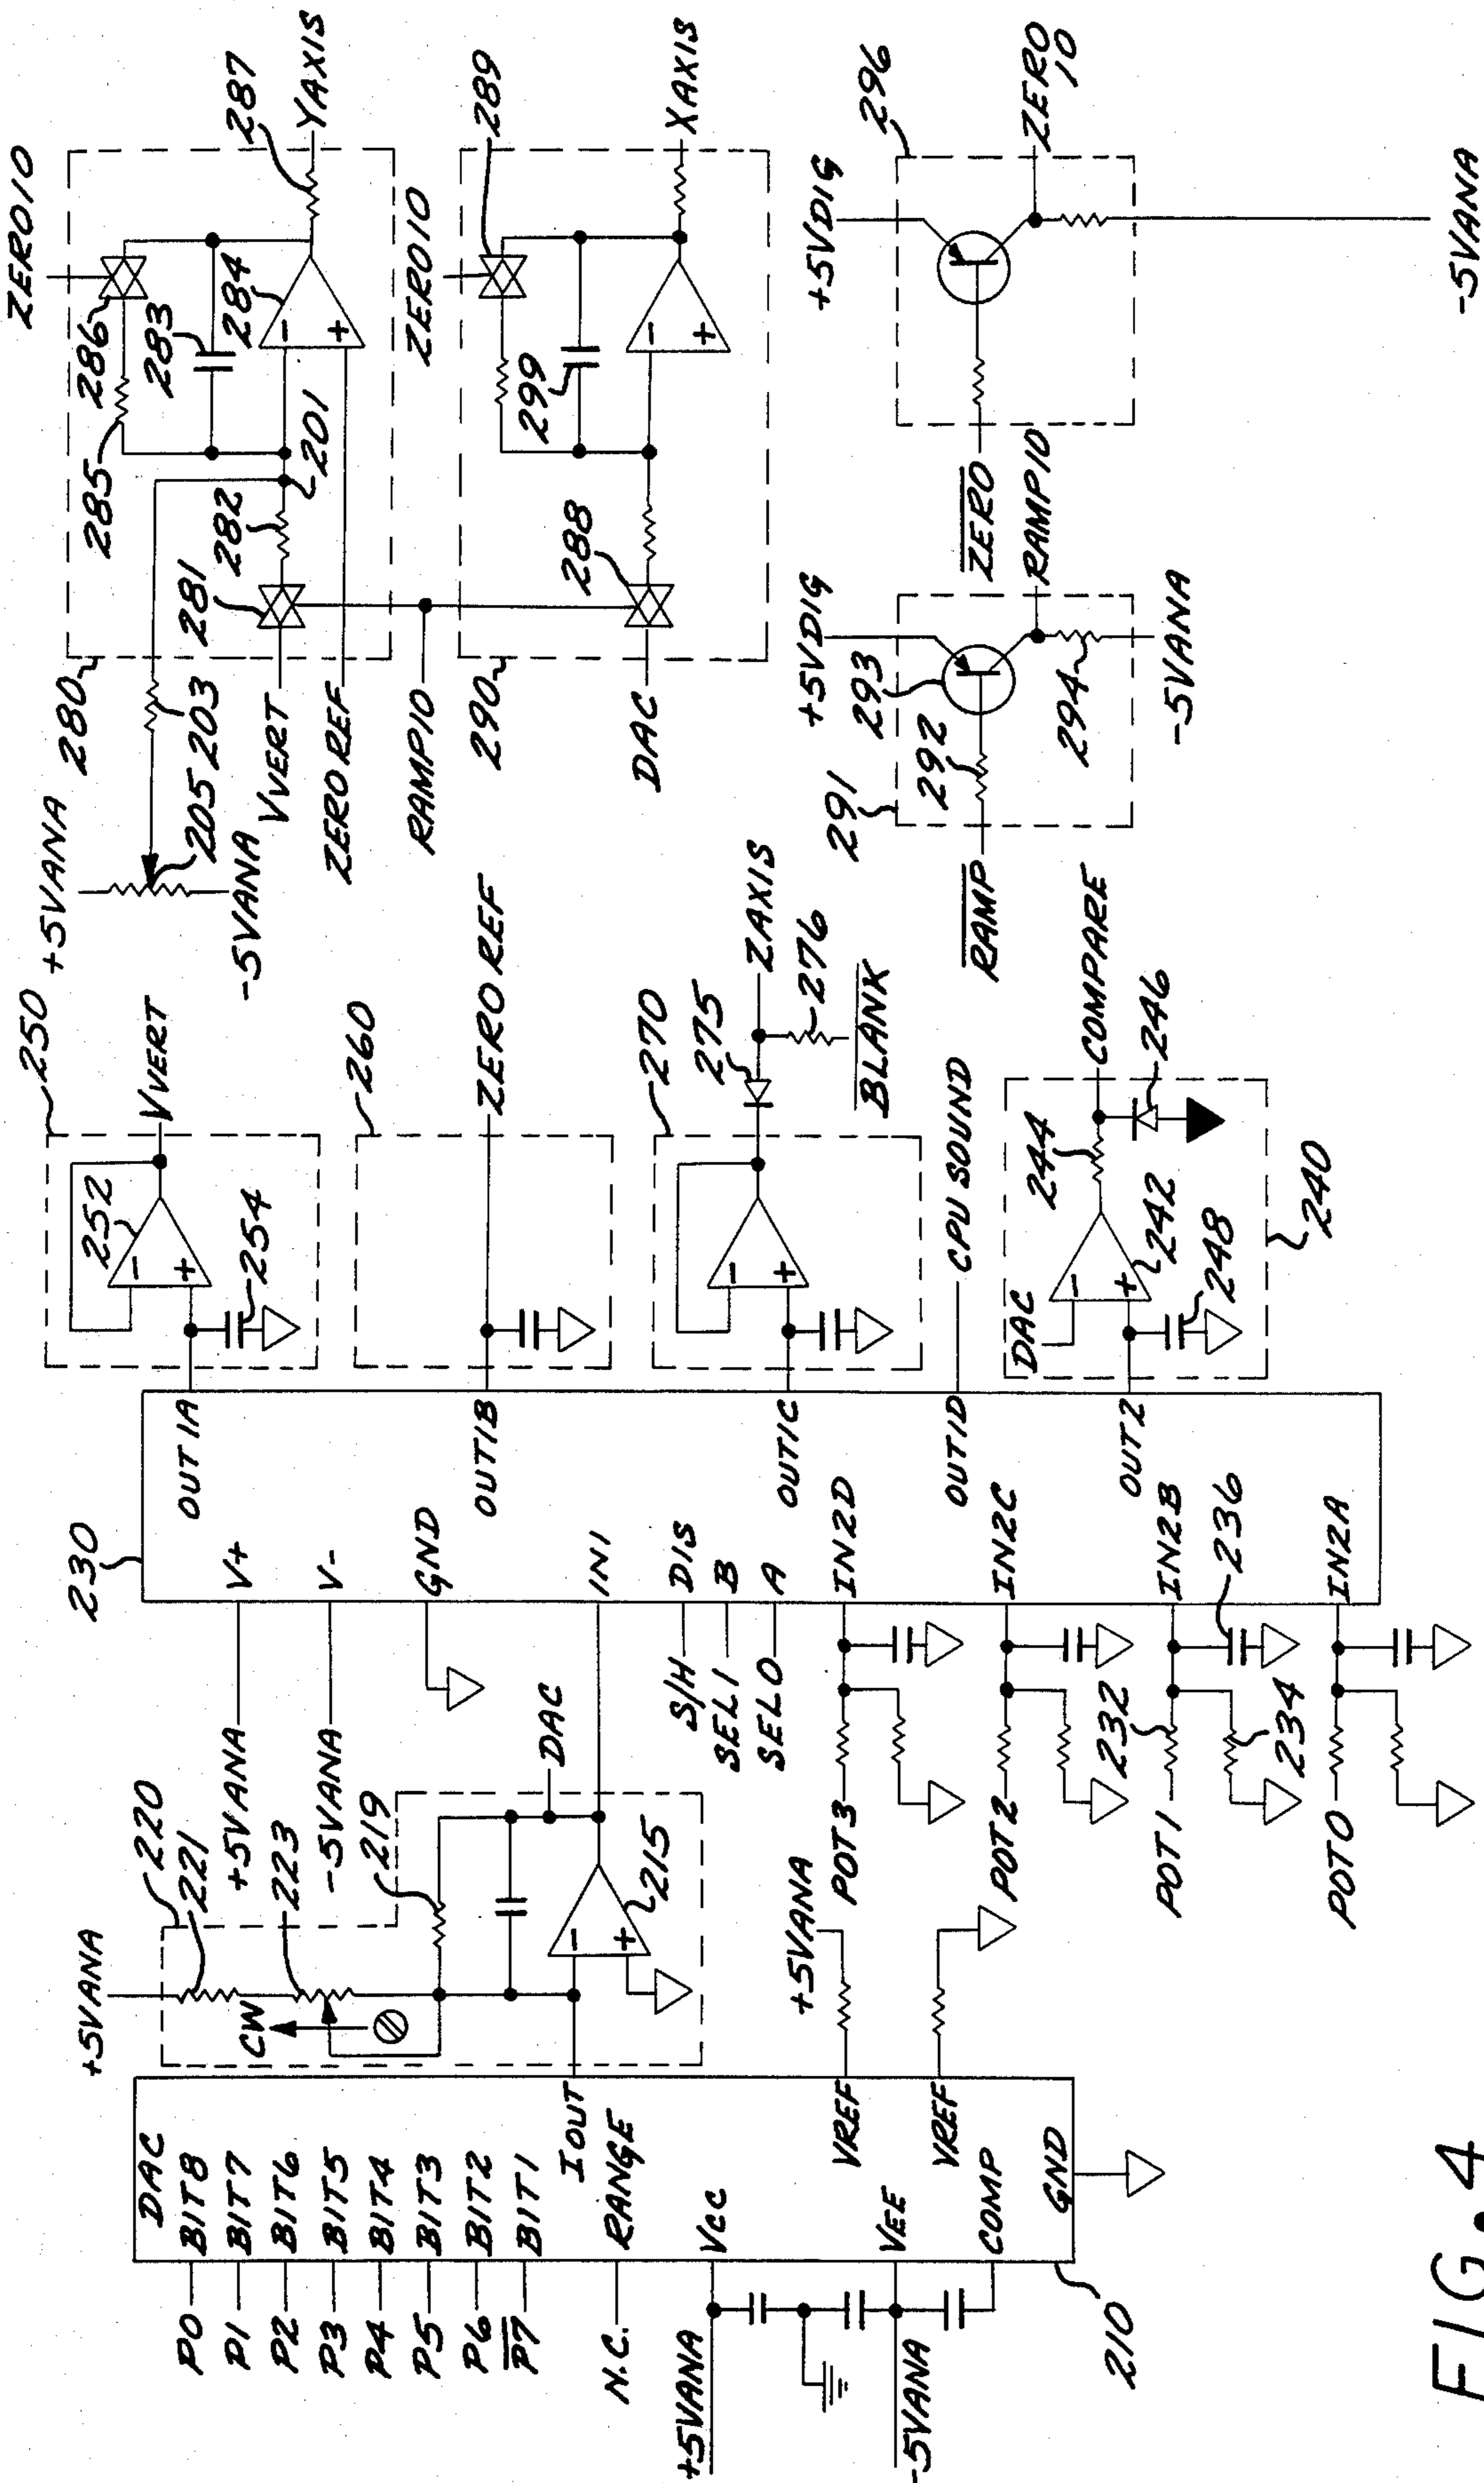 DAC
P0 BIT8
P1 BIT7
P2 BIT6
P3 BIT5
P4 BIT4
P5 BIT3
P6 BIT2
P7 BIT1
IOUT
N.C. RANGE
+5VANA
VCC
-5VANA
VEE
COMP
VREF
VREF
GND
210
+5VANA
220
221
223
CW
219
215
DAC
+5VANA
230
+5VANA V+
-5VANA V-
GND
IN1
S/H DIS
SEL1 B
SEL0 A
POT3 IN2D
POT2 IN2C
232
POT1 IN2B
234
236
POT0 IN2A
OUT1A
OUT1B
OUT1C
OUT1D
OUT2
250
252
254
VVERT
260
ZERO REF
270
275
ZAXIS
276
BLANK
CPU SOUND
DAC
244
COMPARE
246
242
248
240
+5VANA
205
203
-5VANA
280
ZERO10
285
286
283
284
287
YAXIS
281
282
201
VVERT
ZERO REF
RAMP10
290
ZERO10
289
299
288
XAXIS
DAC
291
+5VDIG
293
292
294
RAMP
RAMP10
-5VANA
296
+5VDIG
ZERO
ZERO
10
-5VANA
FIG. 4